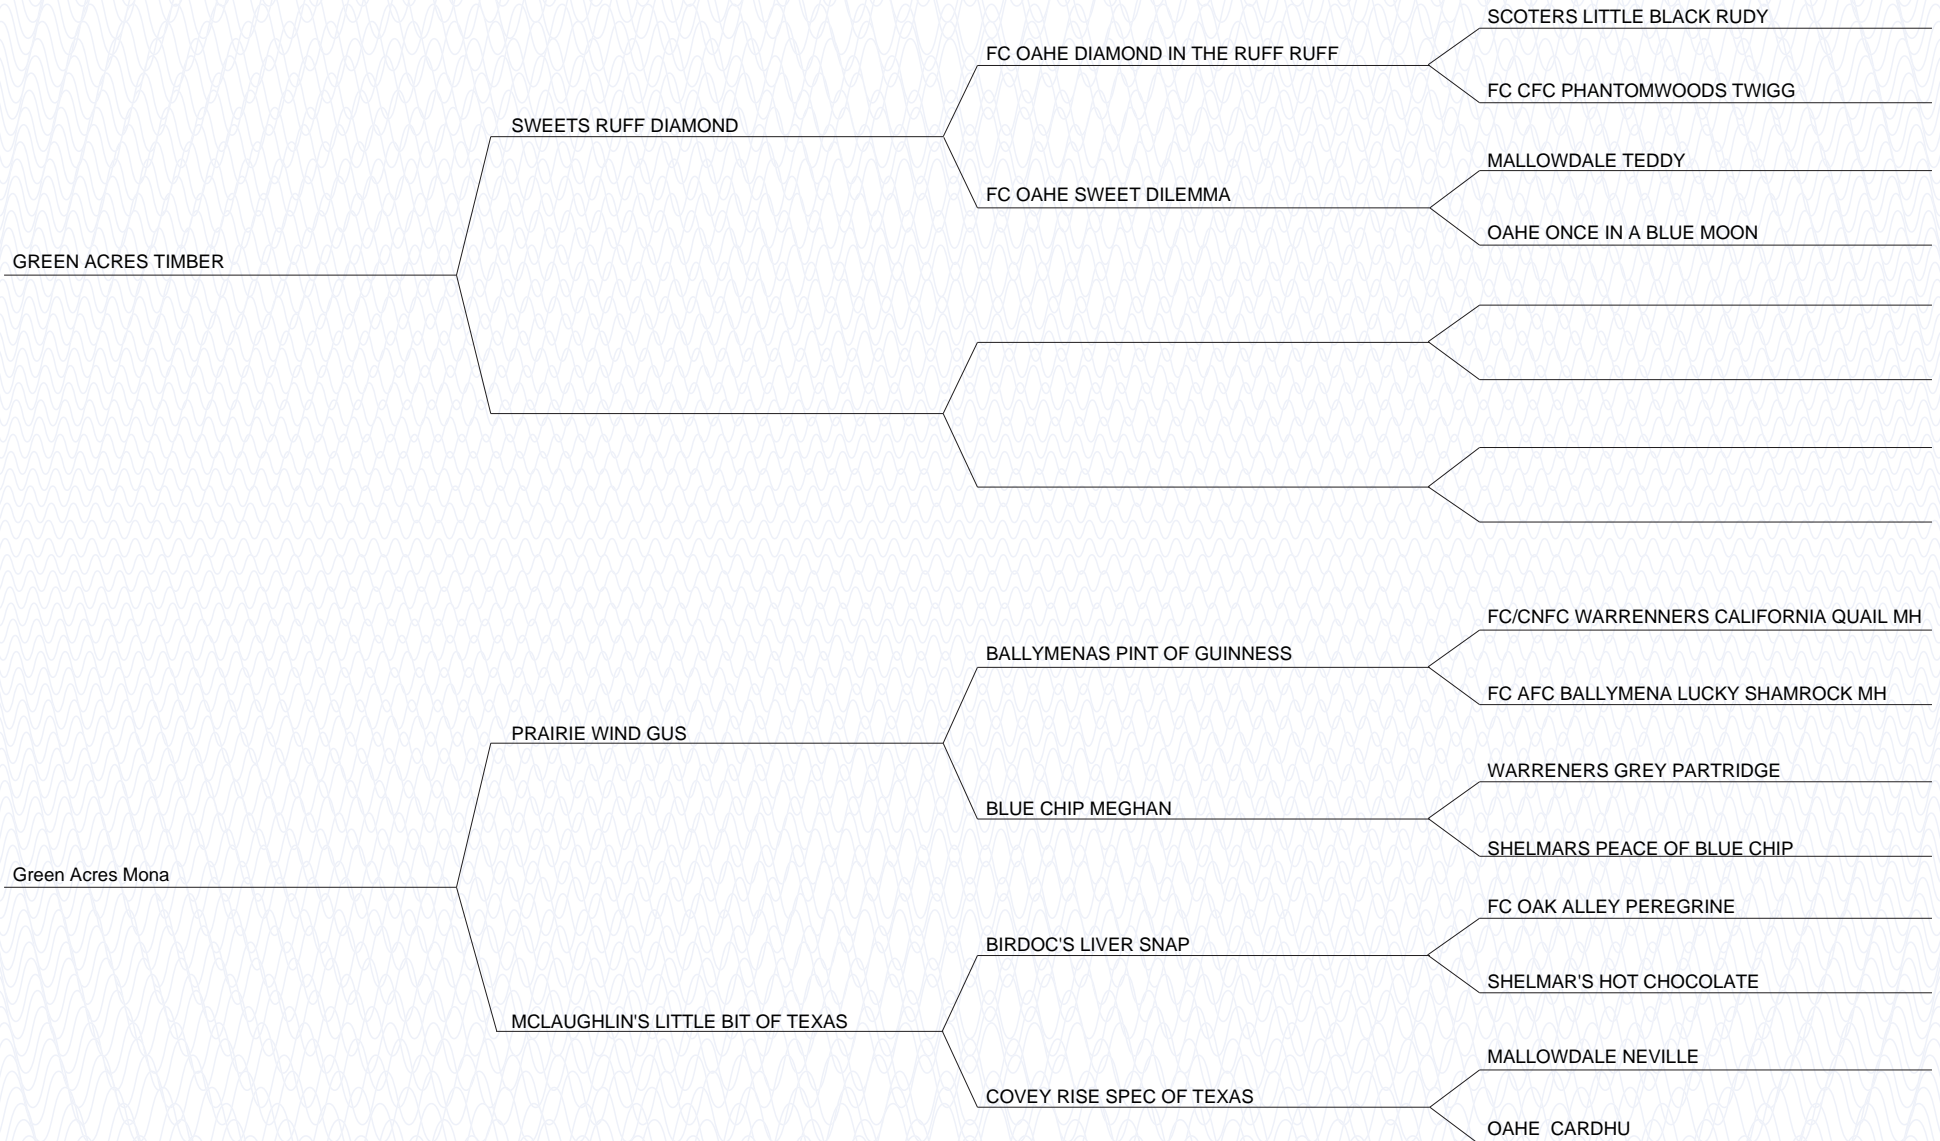 SCOTERS LITTLE BLACK RUDY
FC OAHE DIAMOND IN THE RUFF RUFF
FC CFC PHANTOMWOODS TWIGG
SWEETS RUFF DIAMOND
MALLOWDALE TEDDY
FC OAHE SWEET DILEMMA
OAHE ONCE IN A BLUE MOON
GREEN ACRES TIMBER
FC/CNFC WARRENNERS CALIFORNIA QUAIL MH
BALLYMENAS PINT OF GUINNESS
FC AFC BALLYMENA LUCKY SHAMROCK MH
PRAIRIE WIND GUS
WARRENERS GREY PARTRIDGE
BLUE CHIP MEGHAN
SHELMARS PEACE OF BLUE CHIP
Green Acres Mona
FC OAK ALLEY PEREGRINE
BIRDOC'S LIVER SNAP
SHELMAR'S HOT CHOCOLATE
MCLAUGHLIN'S LITTLE BIT OF TEXAS
MALLOWDALE NEVILLE
COVEY RISE SPEC OF TEXAS
OAHE  CARDHU